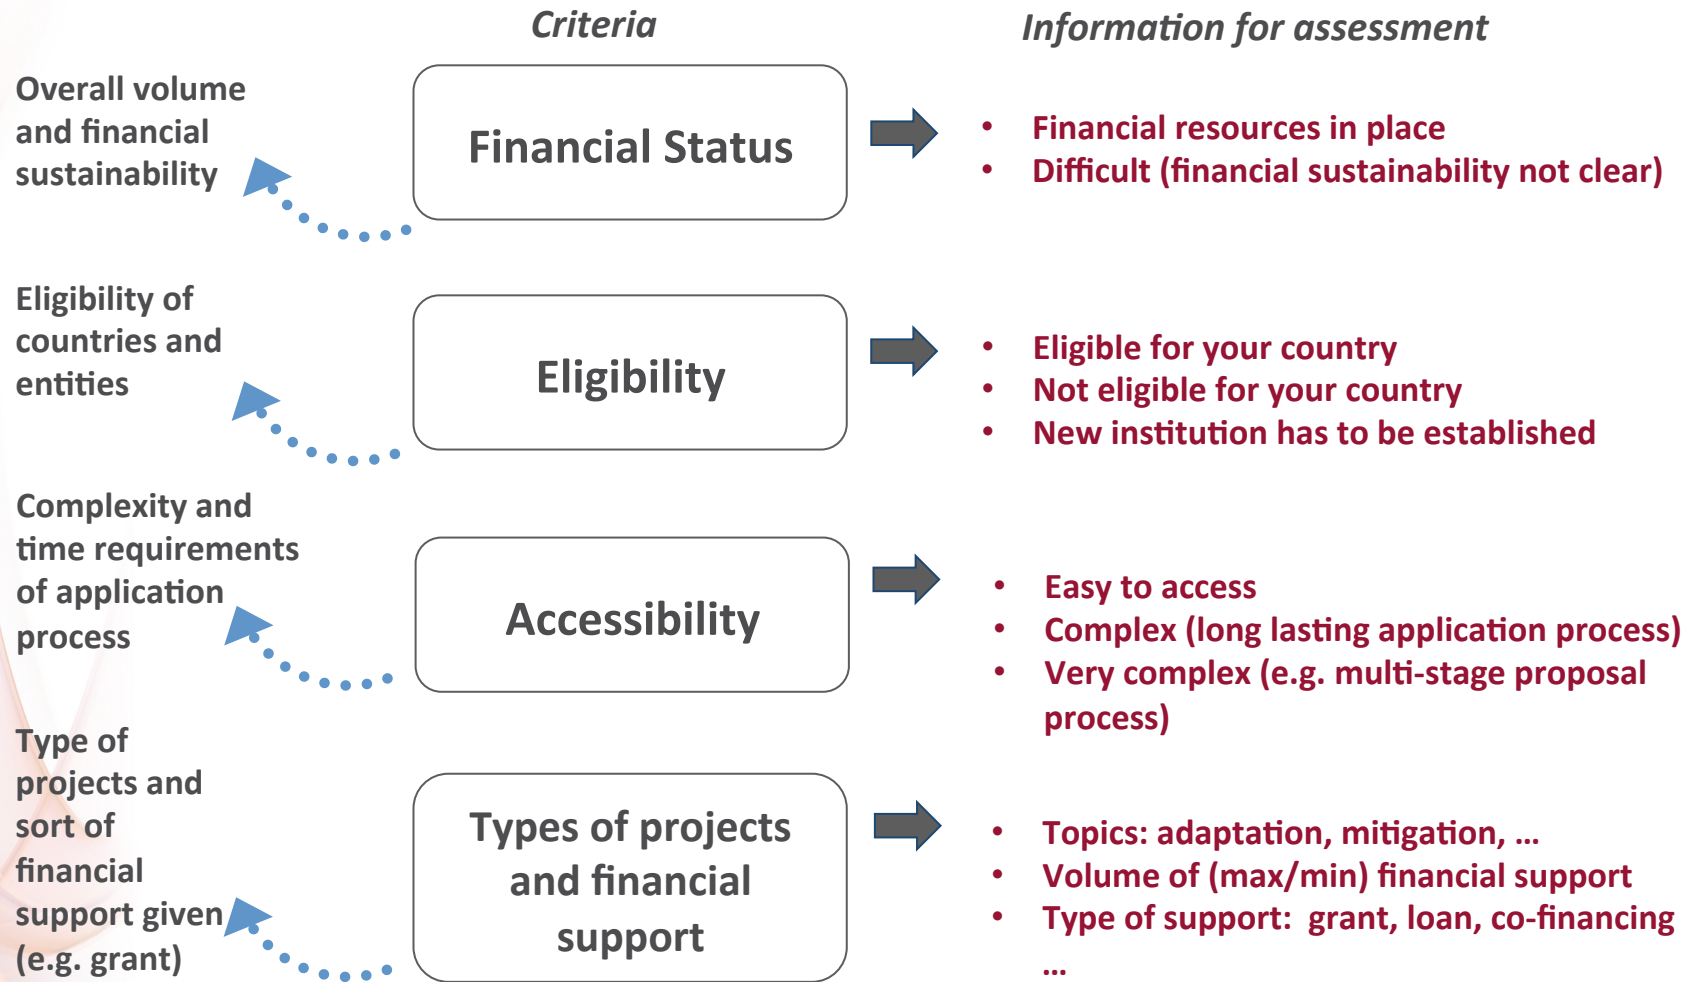 Criteria
Information for assessment
Overall volume
and financial
sustainability
Financial Status
• Financial resources in place
• Difficult (financial sustainability not clear)
Eligibility of
countries and
entities
Eligibility
• Eligible for your country
• Not eligible for your country
• New institution has to be established
Complexity and
time requirements
of application
process
Accessibility
• Easy to access
• Complex (long lasting application process)
• Very complex (e.g. multi-stage proposal
process)
Type of
projects and
sort of
financial
support given
(e.g. grant)
Types of projects
and financial
support
• Topics: adaptation, mitigation, ...
• Volume of (max/min) financial support
• Type of support: grant, loan, co-financing
...